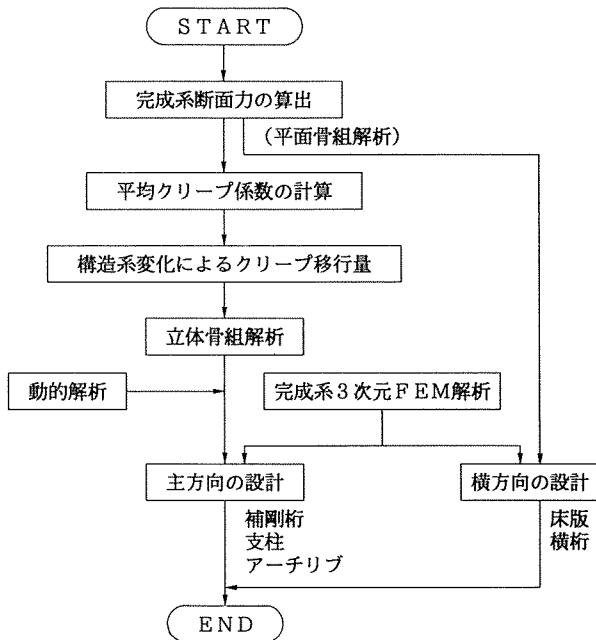 START
完成系断面力の算出
(平面骨組解析)
平均クリープ係数の計算
構造系変化によるクリープ移行量
立体骨組解析
動的解析
完成系3次元FEM解析
主方向の設計
横方向の設計
補剛桁
支柱
アーチリブ
床版
横桁
END